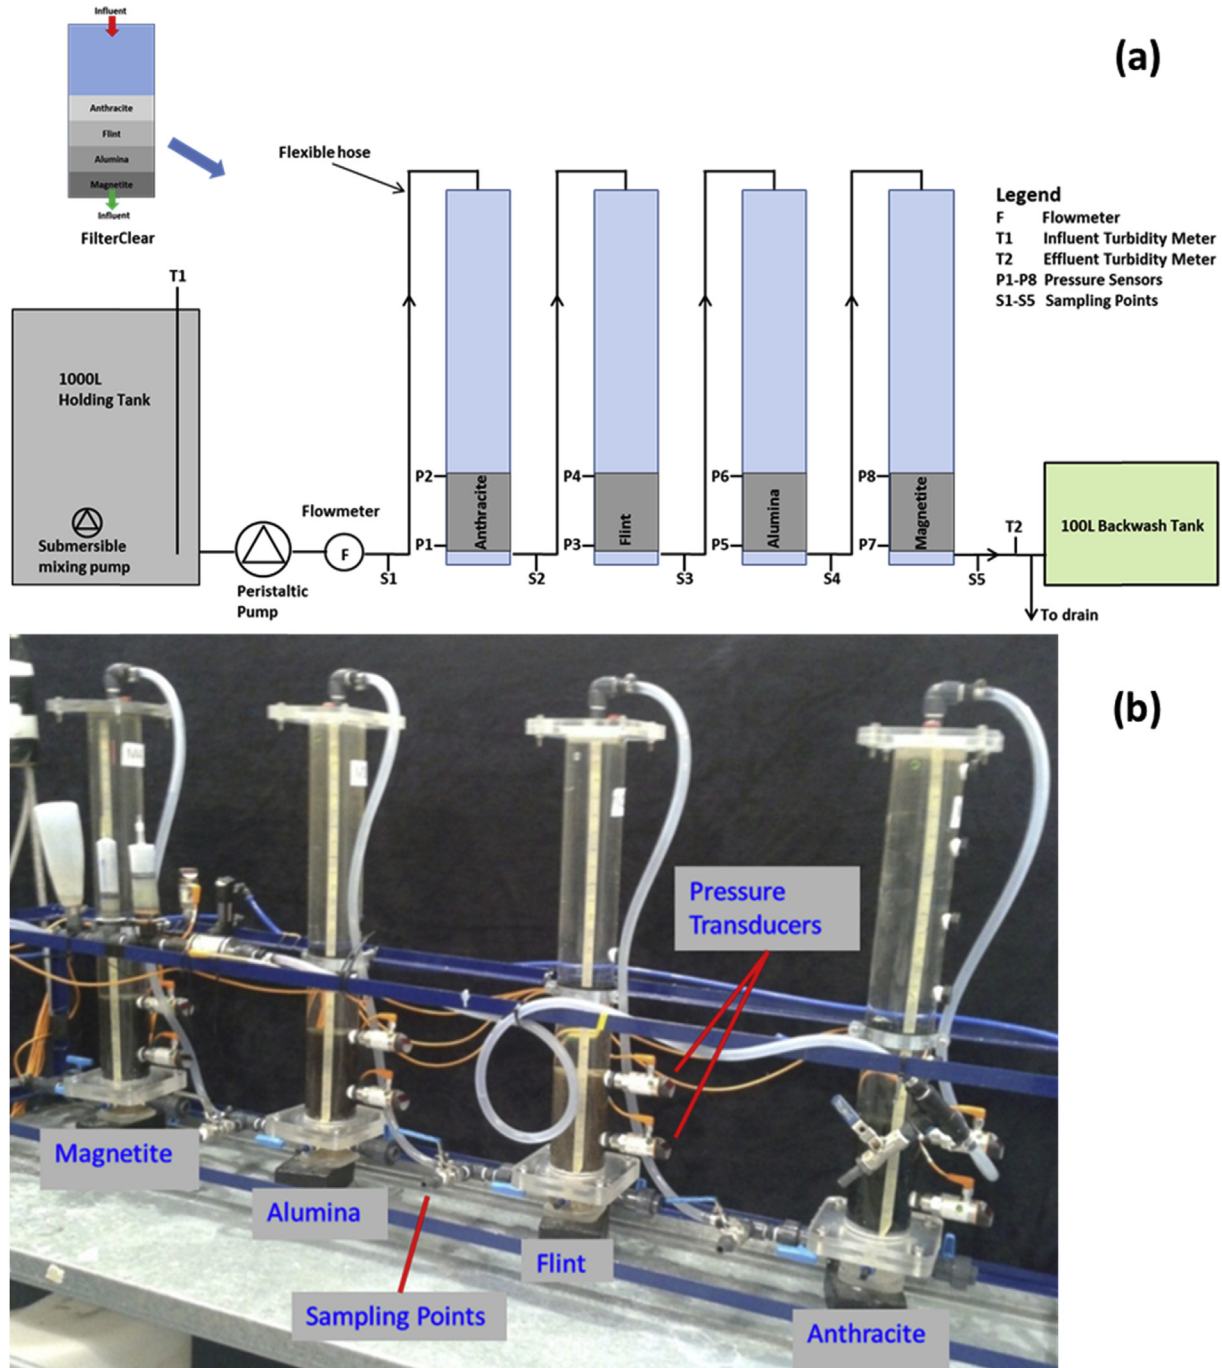 Influent
(a)
Anthracite
Flint
Alumina
Magnetite
Influent
FilterClear
Flexible hose
Legend
F Flowmeter
T1 Influent Turbidity Meter
T2 Effluent Turbidity Meter
P1-P8 Pressure Sensors
S1-S5 Sampling Points
T1
1000L
Holding Tank
Submersible
mixing pump
Peristaltic
Pump
Flowmeter
F
S1
P2
P1
Anthracite
S2
P4
P3
Flint
S3
P6
P5
Alumina
S4
P8
P7
Magnetite
S5
T2
To drain
100L Backwash Tank
(b)
Pressure
Transducers
Magnetite
Alumina
Flint
Anthracite
Sampling Points